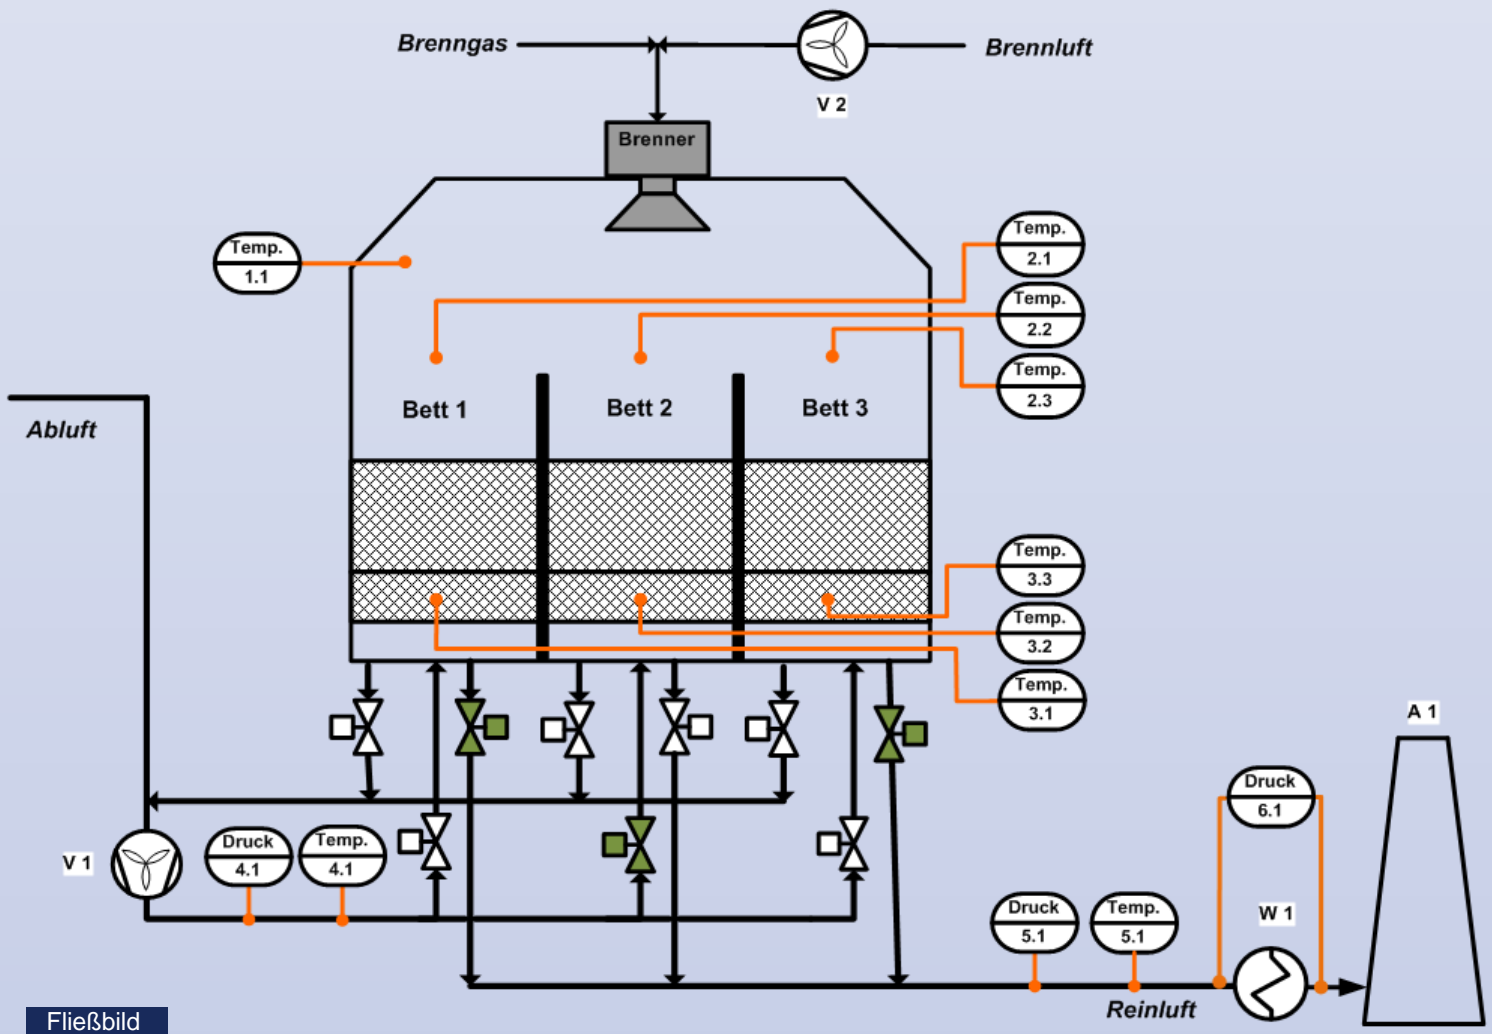 Brenngas
Brennluft
V 2
Brenner
Temp.
1.1
Temp.
2.1
Temp.
2.2
Temp.
2.3
Bett 1
Bett 2
Bett 3
Abluft
Temp.
3.3
Temp.
3.2
Temp.
3.1
A 1
Druck
6.1
V 1
Druck
4.1
Temp.
4.1
Druck
5.1
Temp.
5.1
W 1
Reinluft
Fließbild